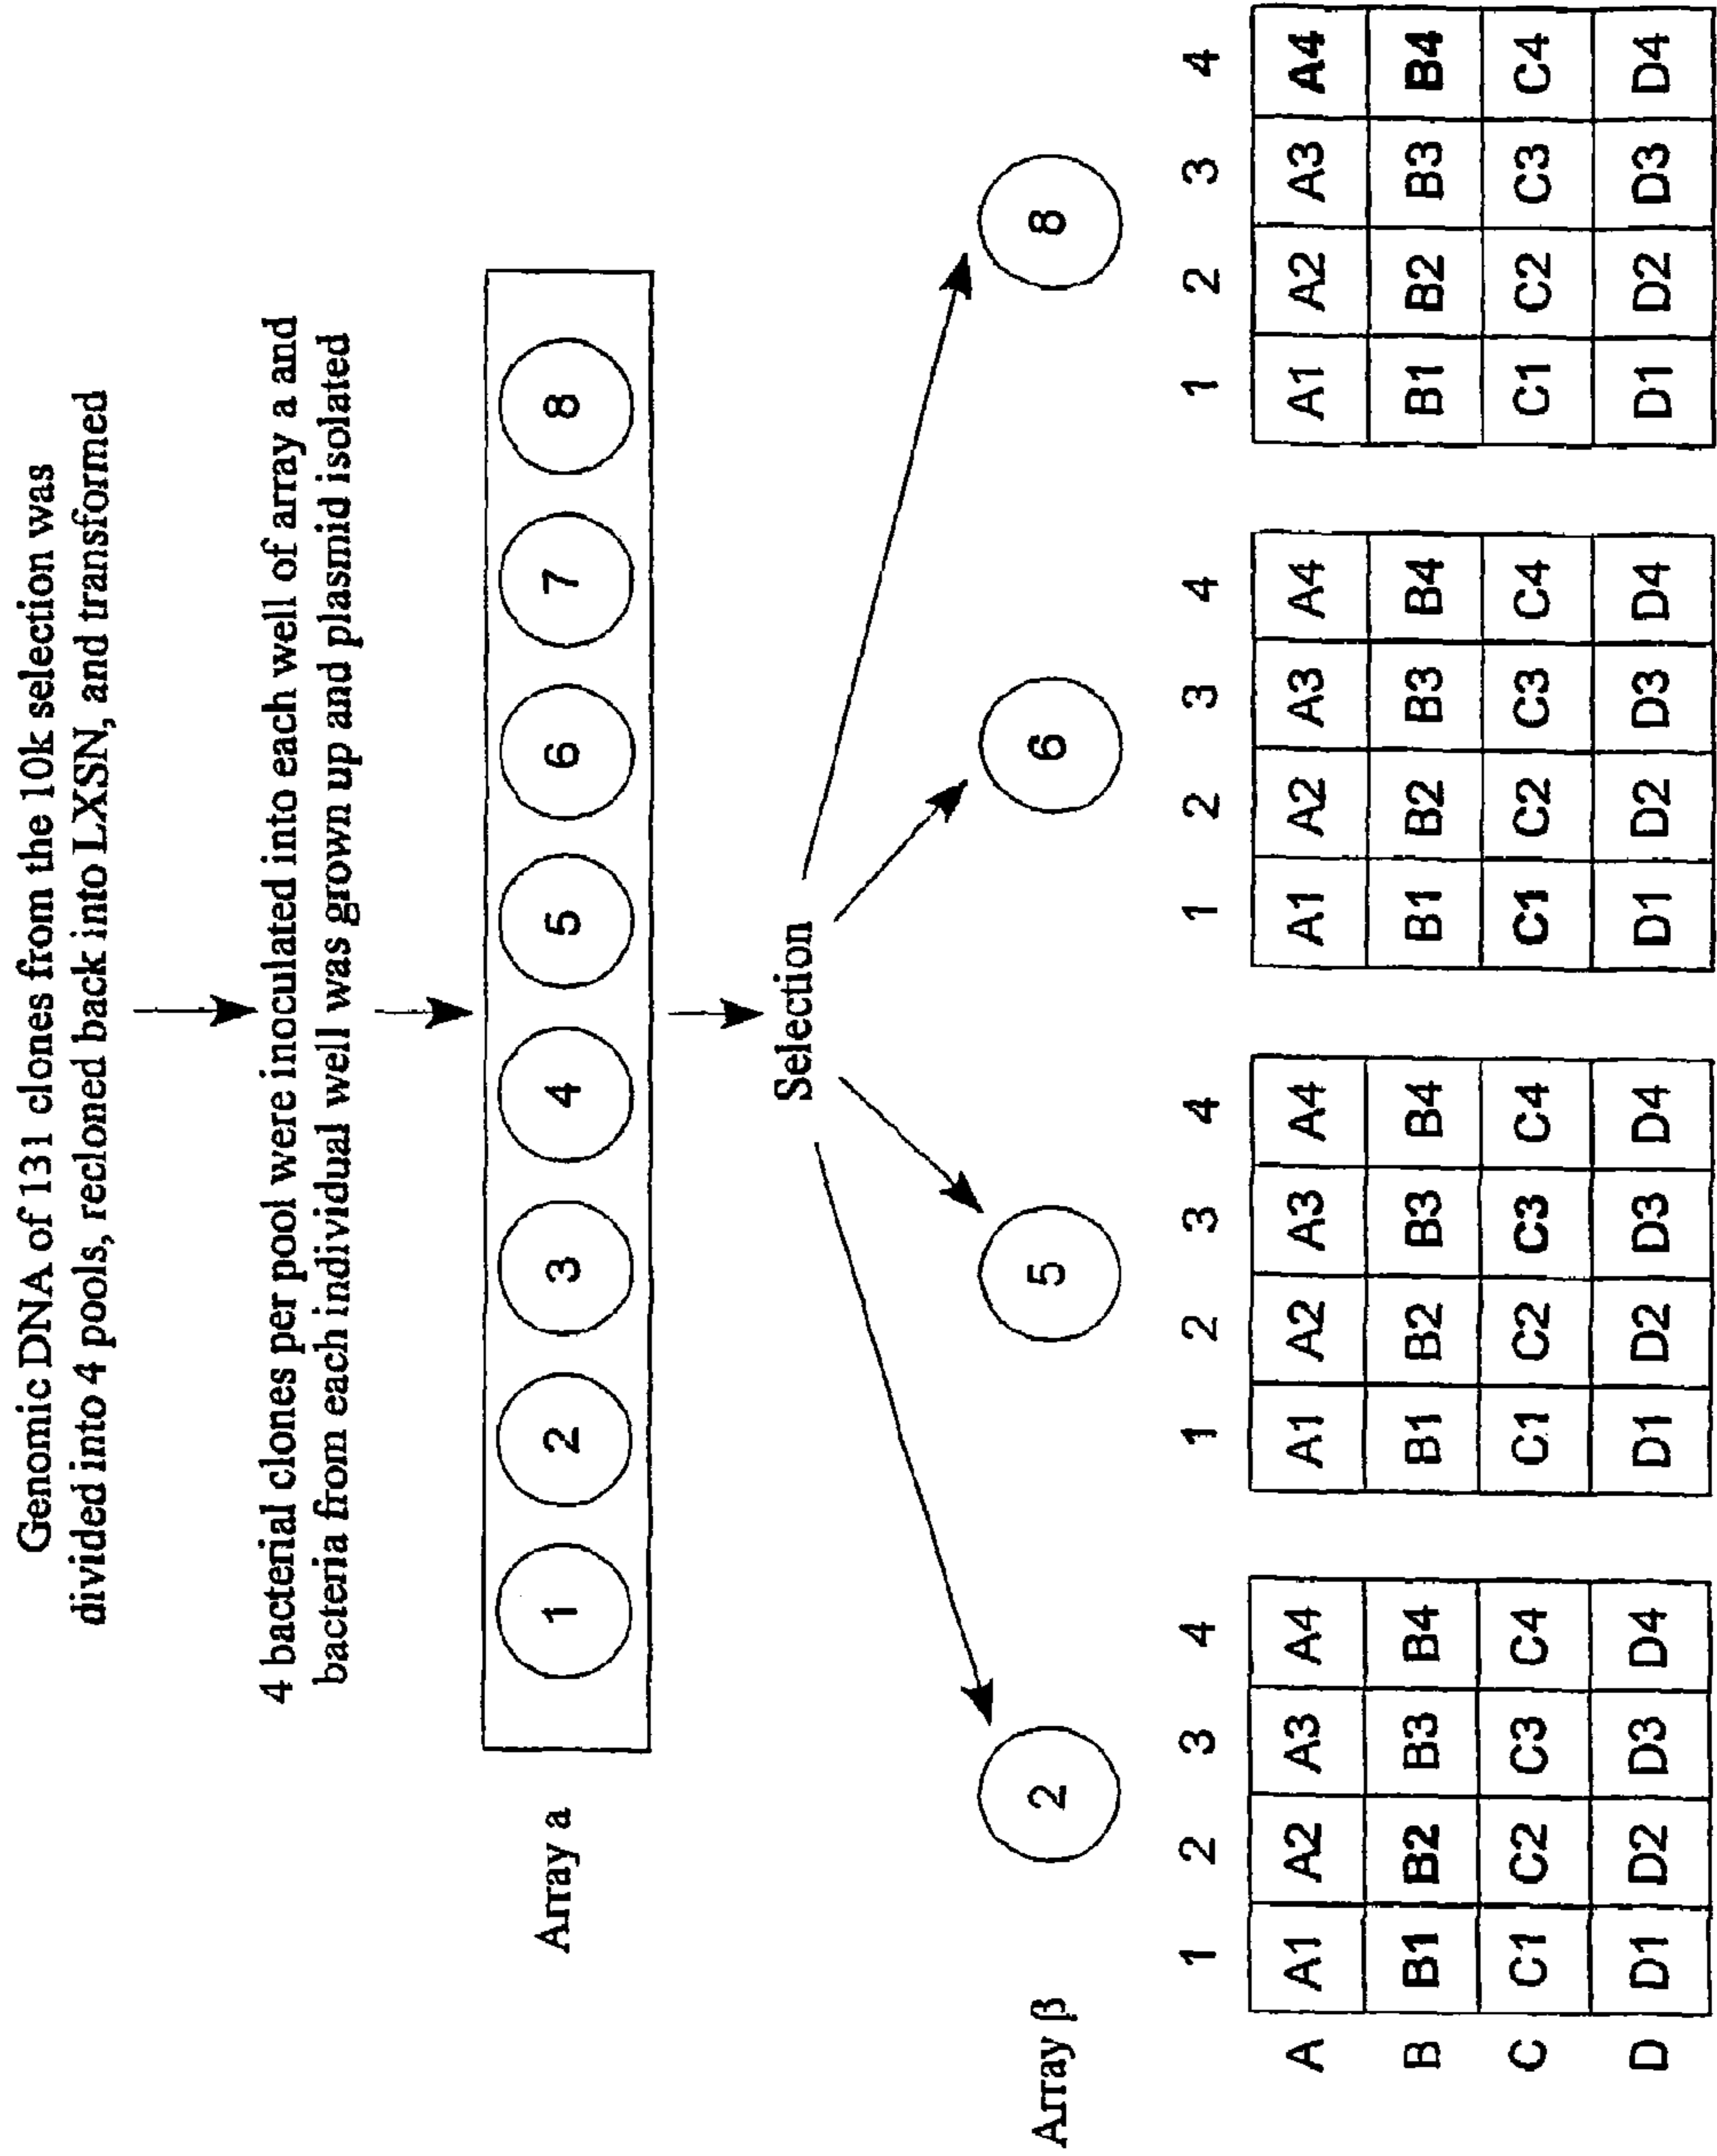 Genomic DNA of 131 clones from the 10k selection was
divided into 4 pools, recloned back into LXSN, and transformed
4 bacterial clones per pool were inoculated into each well of array a and
bacteria from each individual well was grown up and plasmid isolated
Array a
1 2 3 4 5 6 7 8
Selection
Array β
2 5 6 8
1 2 3 4 1 2 3 4 1 2 3 4 1 2 3 4
A A1 A2 A3 A4 A1 A2 A3 A4 A1 A2 A3 A4 A1 A2 A3 A4
B B1 B2 B3 B4 B1 B2 B3 B4 B1 B2 B3 B4 B1 B2 B3 B4
C C1 C2 C3 C4 C1 C2 C3 C4 C1 C2 C3 C4 C1 C2 C3 C4
D D1 D2 D3 D4 D1 D2 D3 D4 D1 D2 D3 D4 D1 D2 D3 D4